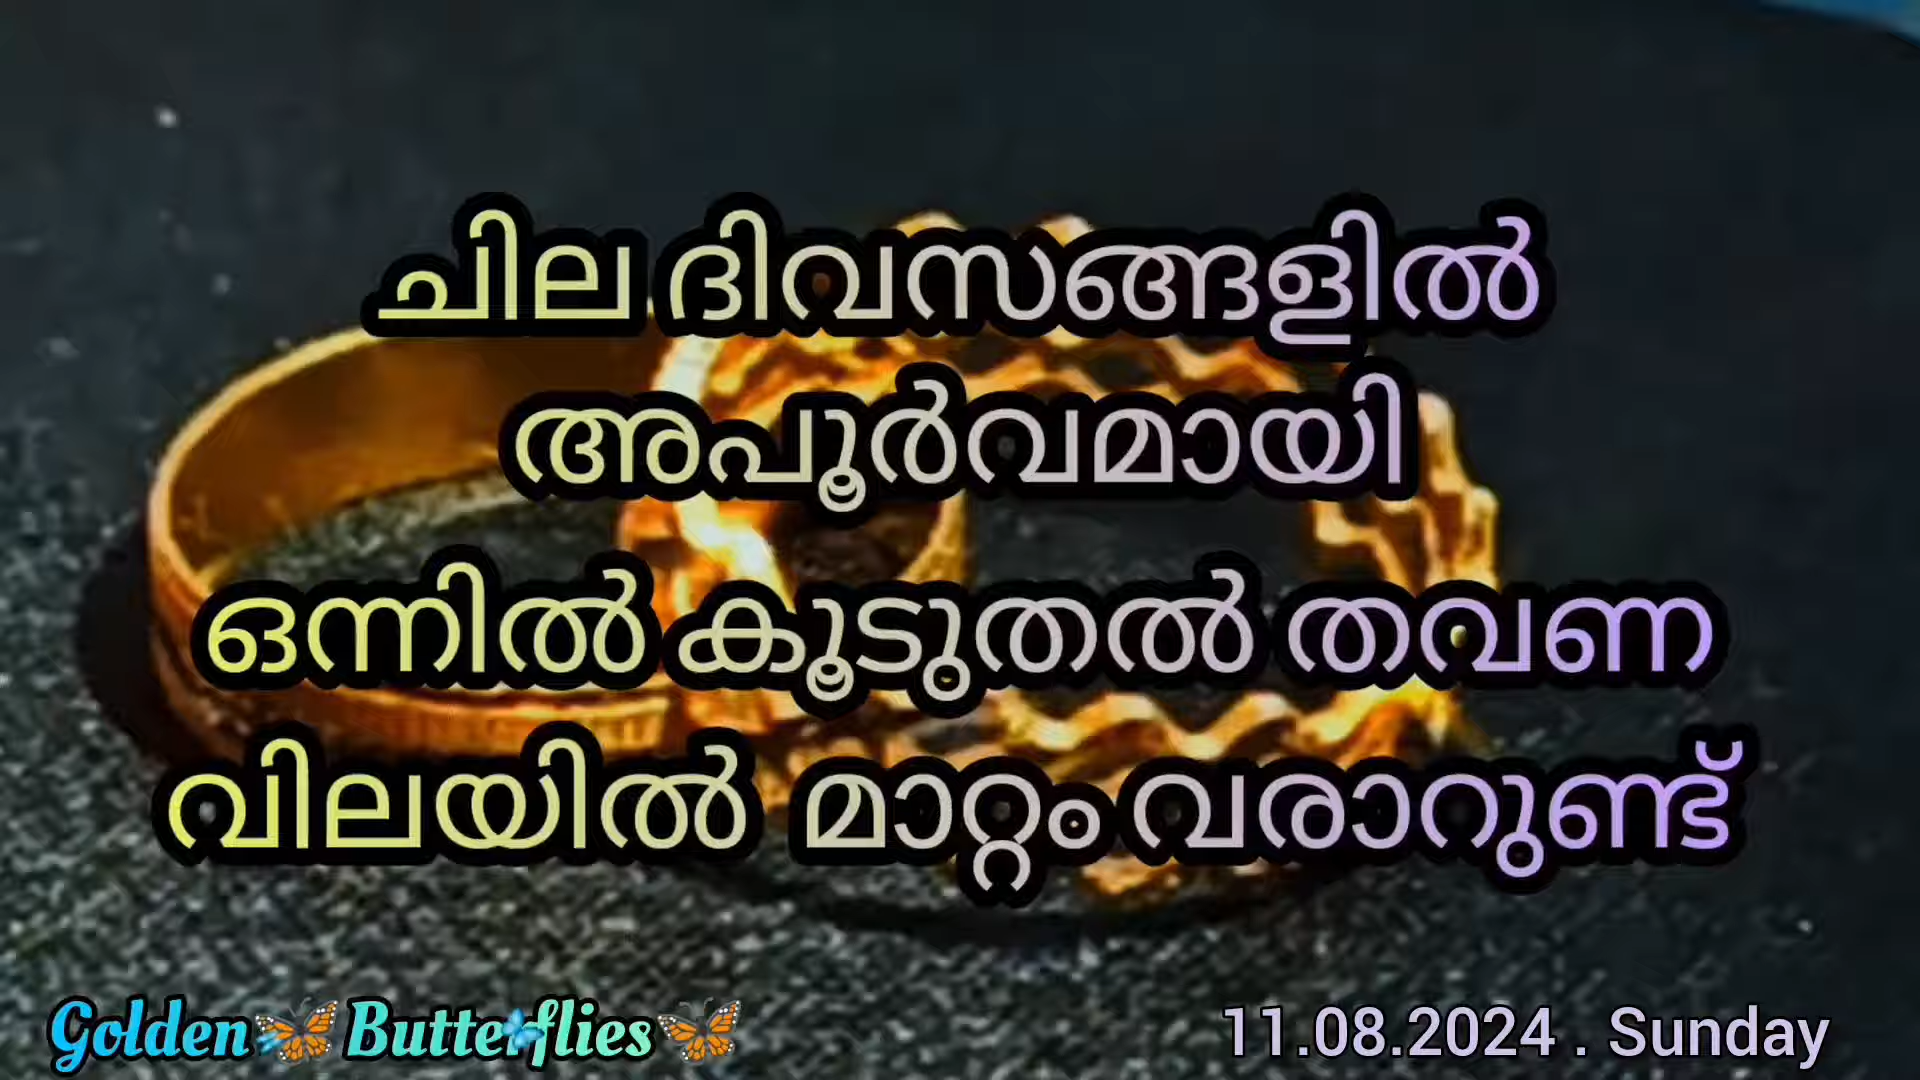 ചില ദിവസങ്ങളിൽ
അപൂർവമായി
ഒന്നിൽ കൂടുതൽ തവണ
വിലയിൽ മാറ്റം വരാറുണ്ട്
Golden🦋Butterflies🦋
11.08.2024 . Sunday